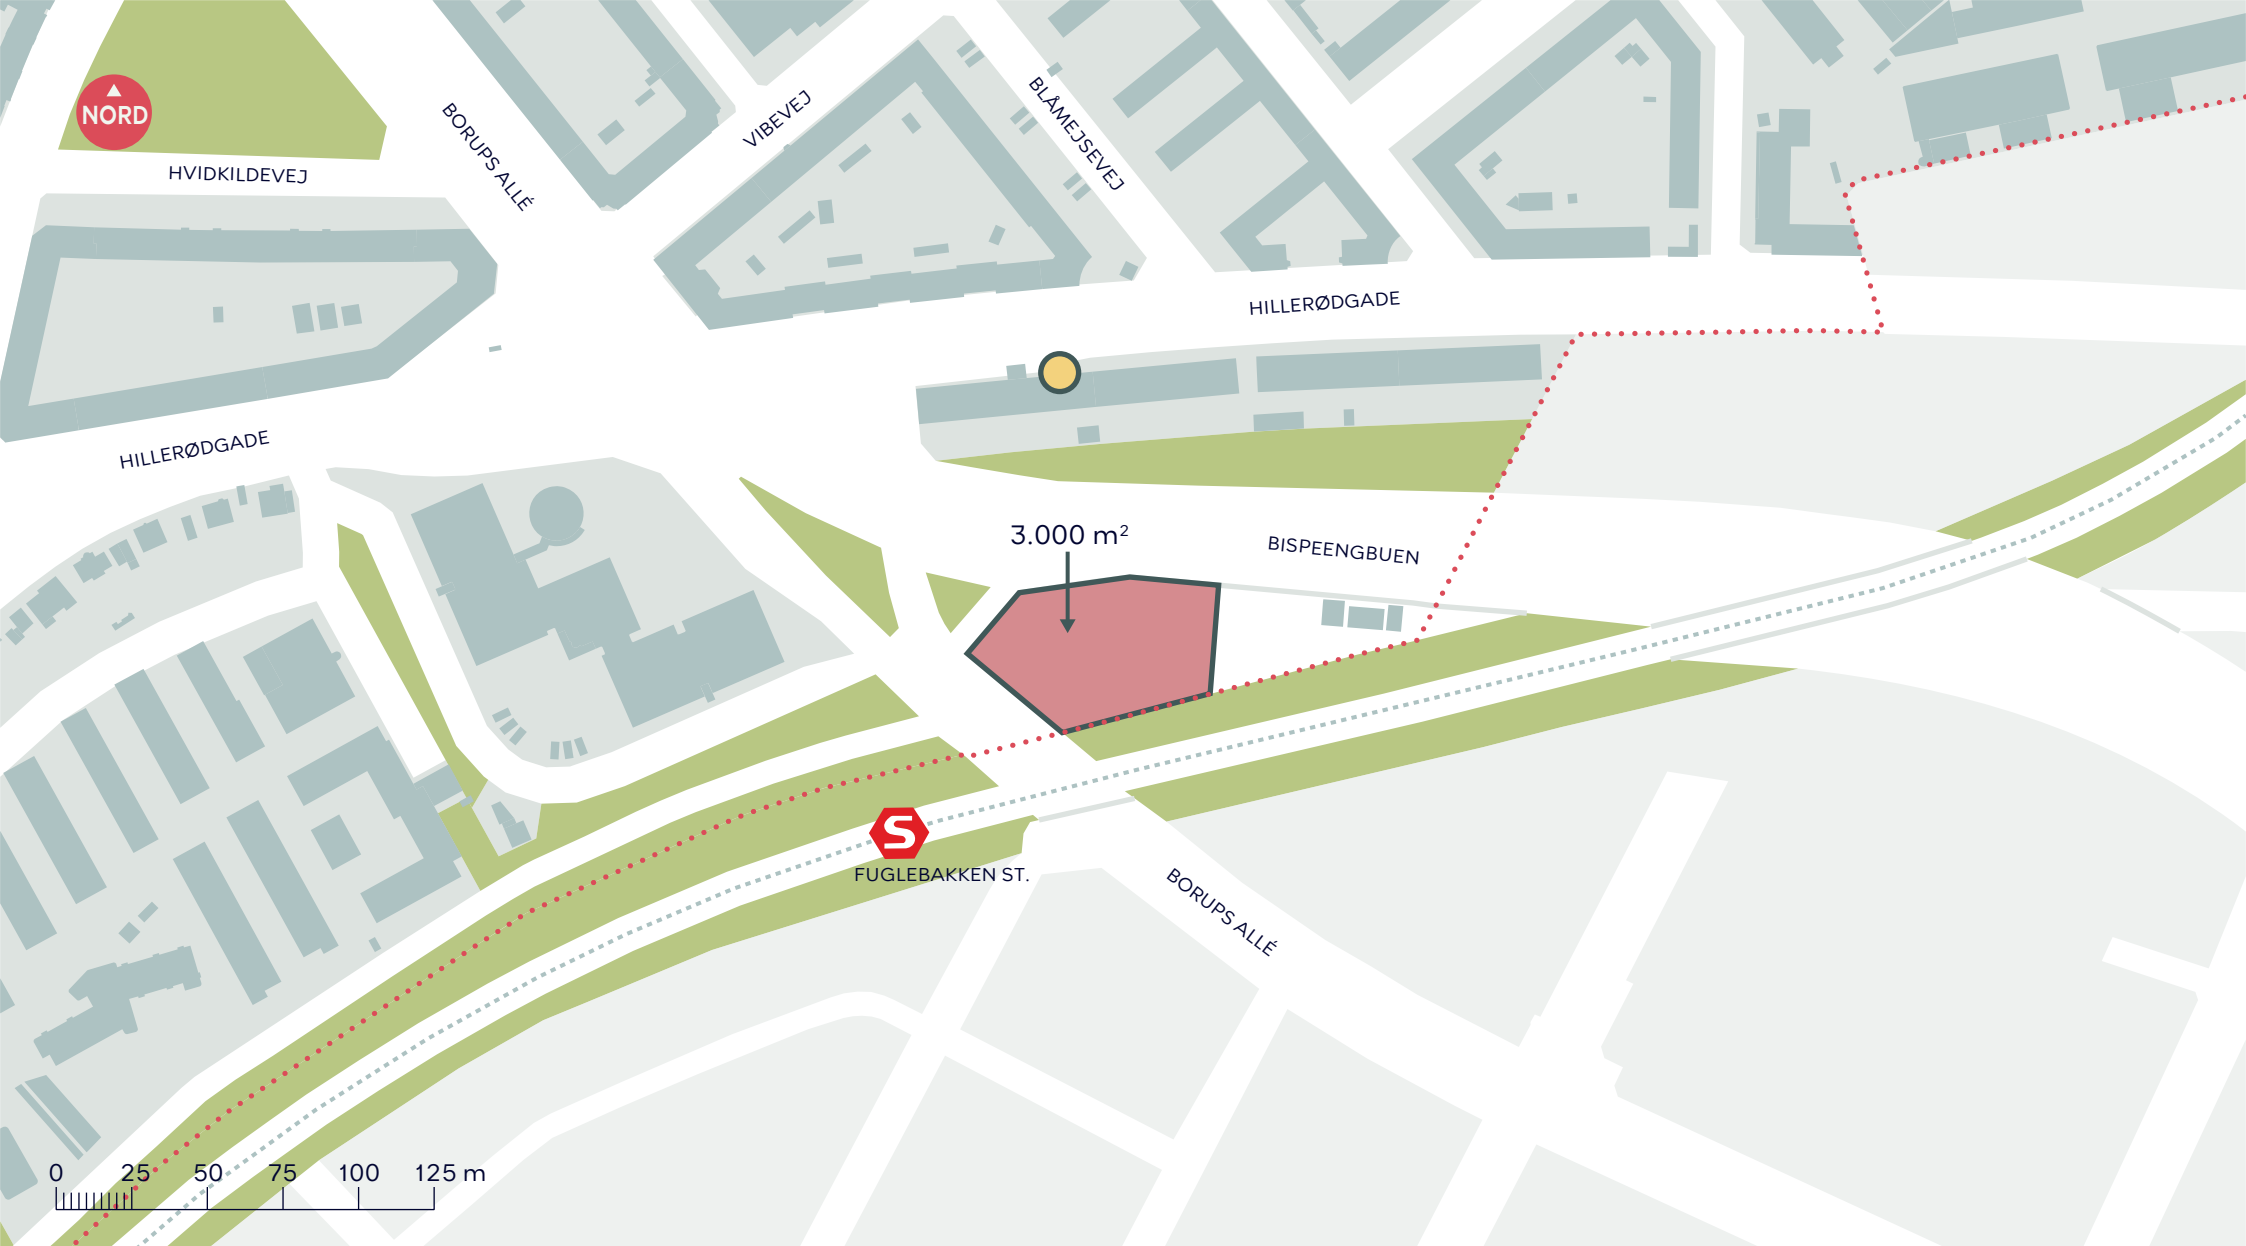 NORD
HVIDKILDEVEJ
BORUPS ALLÉ
VIBEVEJ
BLÅMEJSEVEJ
HILLERØDGADE
HILLERØDGADE
3.000 m²
BISPEENGBUEN
S
FUGLEBAKKEN ST.
BORUPS ALLÉ
0 25 50 75 100 125 m